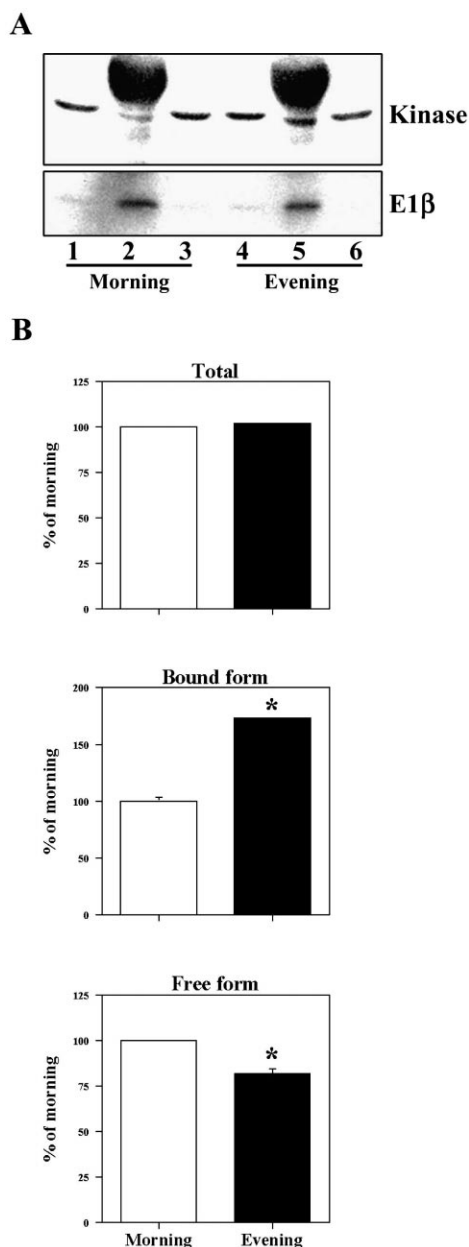 A
Kinase
E1β
1 2 3 4 5 6
Morning Evening
B
Total
% of morning
125
100
75
50
25
0
Bound form
% of morning
200
150
100
50
0
*
Free form
% of morning
125
100
75
50
25
0
*
Morning Evening